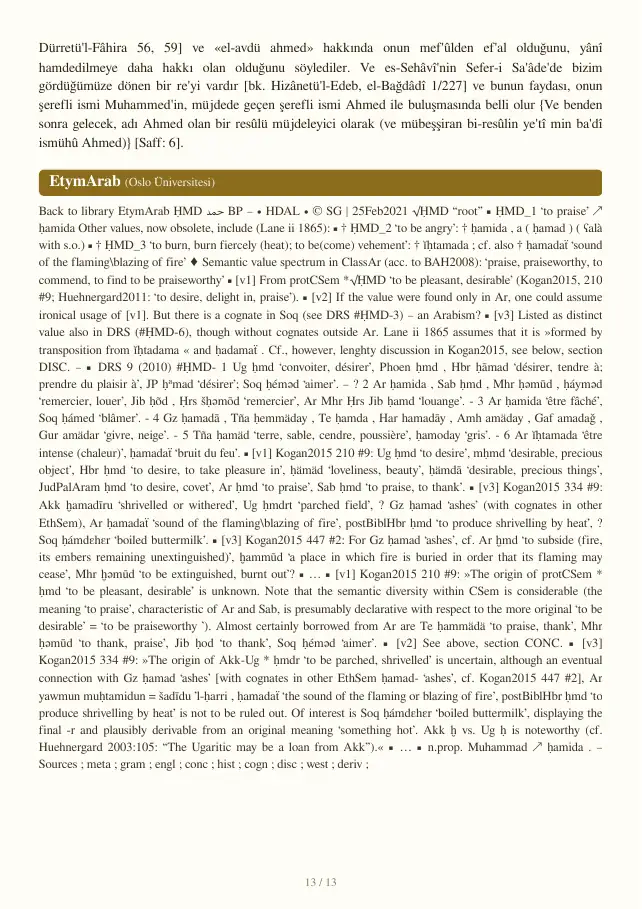 Dürretü'l-Fâhira 56, 59] ve «el-avdü ahmed» hakkında onun mef'ûlden ef'al olduğunu, yânî
hamdedilmeye daha hakkı olan olduğunu söylediler. Ve es-Sehâvî'nin Sefer-i Sa'âde'de bizim
gördüğümüze dönen bir re'yi vardır [bk. Hizânetü'l-Edeb, el-Bağdâdî 1/227] ve bunun faydası, onun
şerefli ismi Muhammed'in, müjdede geçen şerefli ismi Ahmed ile buluşmasında belli olur {Ve benden
sonra gelecek, adı Ahmed olan bir resûlü müjdeleyici olarak (ve mübeşşiran bi-resûlin ye'tî min ba'dî
ismühû Ahmed)} [Saff: 6].
EtymArab (Oslo Üniversitesi)
Back to library EtymArab ḤMD حمد BP – • HDAL • © SG | 25Feb2021 √ḤMD “root” ▪ ḤMD_1 ‘to praise’ ↗
ḥamida Other values, now obsolete, include (Lane ii 1865): ▪ † ḤMD_2 ‘to be angry’: † ḥamida , a ( ḥamad ) ( ʕalà
with s.o.) ▪ † ḤMD_3 ‘to burn, burn fiercely (heat); to be(come) vehement’: † ĭḥtamada ; cf. also † ḥamadaẗ ‘sound
of the flaming\blazing of fire’ ♦ Semantic value spectrum in ClassAr (acc. to BAH2008): ‘praise, praiseworthy, to
commend, to find to be praiseworthy’ ▪ [v1] From protCSem *√ḤMD ‘to be pleasant, desirable’ (Kogan2015, 210
#9; Huehnergard2011: ‘to desire, delight in, praise’). ▪ [v2] If the value were found only in Ar, one could assume
ironical usage of [v1]. But there is a cognate in Soq (see DRS #ḤMD-3) – an Arabism? ▪ [v3] Listed as distinct
value also in DRS (#ḤMD-6), though without cognates outside Ar. Lane ii 1865 assumes that it is »formed by
transposition from ĭḥtadama « and ḥadamaẗ . Cf., however, lenghty discussion in Kogan2015, see below, section
DISC. – ▪ DRS 9 (2010) #ḤMD- 1 Ug ḥmd ‘convoiter, désirer’, Phoen ḥmd , Hbr ḥāmad ‘désirer, tendre à;
prendre du plaisir à’, JP ḥᵃmad ‘désirer’; Soq ḥéməd ‘aimer’. – ? 2 Ar ḥamida , Sab ḥmd , Mhr ḥəmūd , ḥáyməd
‘remercier, louer’, Jib ḥōd , Ḥrs šḥəmōd ‘remercier’, Ar Mhr Ḥrs Jib ḥamd ‘louange’. - 3 Ar ḥamida ‘être fâché’,
Soq ḥámed ‘blâmer’. - 4 Gz ḥamadā , Tña ḥemmäday , Te ḥamda , Har hamadāy , Amh amäday , Gaf amadaǧ ,
Gur amädar ‘givre, neige’. - 5 Tña ḥamäd ‘terre, sable, cendre, poussière’, ḥamoday ‘gris’. - 6 Ar ĭḥtamada ‘être
intense (chaleur)’, ḥamadaẗ ‘bruit du feu’. ▪ [v1] Kogan2015 210 #9: Ug ḥmd ‘to desire’, mḥmd ‘desirable, precious
object’, Hbr ḥmd ‘to desire, to take pleasure in’, ḥämäd ‘loveliness, beauty’, ḥămdā ‘desirable, precious things’,
JudPalAram ḥmd ‘to desire, covet’, Ar ḥmd ‘to praise’, Sab ḥmd ‘to praise, to thank’. ▪ [v3] Kogan2015 334 #9:
Akk ḫamadīru ‘shrivelled or withered’, Ug ḥmdrt ‘parched field’, ? Gz ḥamad ‘ashes’ (with cognates in other
EthSem), Ar ḥamadaẗ ‘sound of the flaming\blazing of fire’, postBiblHbr ḥmd ‘to produce shrivelling by heat’, ?
Soq ḥámdɛhɛr ‘boiled buttermilk’. ▪ [v3] Kogan2015 447 #2: For Gz ḥamad ‘ashes’, cf. Ar ḫmd ‘to subside (fire,
its embers remaining unextinguished)’, ḫammūd ‘a place in which fire is buried in order that its flaming may
cease’, Mhr ḫəmūd ‘to be extinguished, burnt out’? ▪ … ▪ [v1] Kogan2015 210 #9: »The origin of protCSem *
ḥmd ‘to be pleasant, desirable’ is unknown. Note that the semantic diversity within CSem is considerable (the
meaning ‘to praise’, characteristic of Ar and Sab, is presumably declarative with respect to the more original ‘to be
desirable’ = ‘to be praiseworthy ’). Almost certainly borrowed from Ar are Te ḥammädä ‘to praise, thank’, Mhr
ḥəmūd ‘to thank, praise’, Jib ḥod ‘to thank’, Soq ḥéməd ‘aimer’. ▪ [v2] See above, section CONC. ▪ [v3]
Kogan2015 334 #9: »The origin of Akk-Ug * ḥmdr ‘to be parched, shrivelled’ is uncertain, although an eventual
connection with Gz ḥamad ‘ashes’ [with cognates in other EthSem ḥamad- ‘ashes’, cf. Kogan2015 447 #2], Ar
yawmun muḥtamidun = šadīdu ’l-ḥarri , ḥamadaẗ ‘the sound of the flaming or blazing of fire’, postBiblHbr ḥmd ‘to
produce shrivelling by heat’ is not to be ruled out. Of interest is Soq ḥámdɛhɛr ‘boiled buttermilk’, displaying the
final -r and plausibly derivable from an original meaning ‘something hot’. Akk ḫ vs. Ug ḥ is noteworthy (cf.
Huehnergard 2003:105: “The Ugaritic may be a loan from Akk”).« ▪ … ▪ n.prop. Muhammad ↗ ḥamida . –
Sources ; meta ; gram ; engl ; conc ; hist ; cogn ; disc ; west ; deriv ;
13 / 13